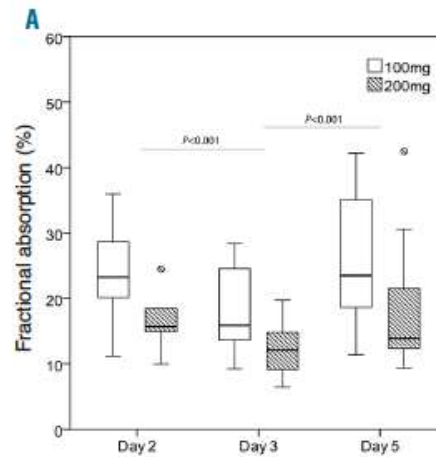 A
60
50
40
30
20
10
0
Fractional absorption (%)
100mg
200mg
P<0.001
P<0.001
Day 2
Day 3
Day 5